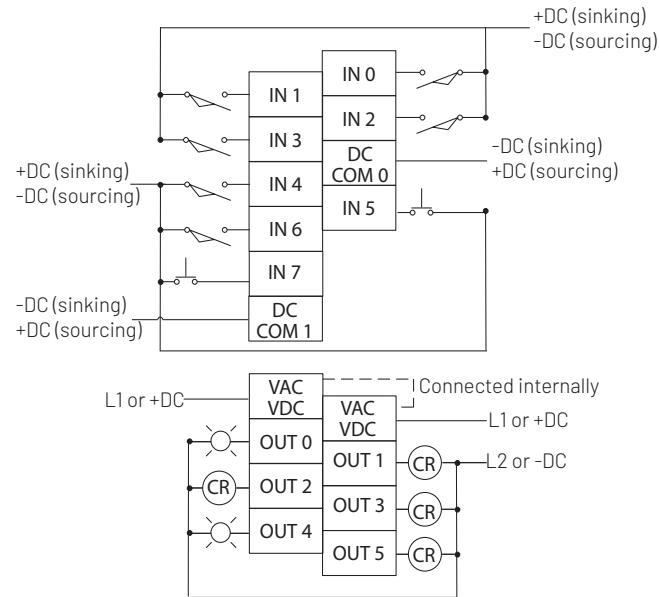 +DC (sinking)
-DC (sourcing)
IN 0
IN 1
IN 2
IN 3
DC
COM 0
-DC (sinking)
+DC (sourcing)
+DC (sinking)
-DC (sourcing)
IN 4
IN 5
IN 6
IN 7
-DC (sinking)
+DC (sourcing)
DC
COM 1
L1 or +DC
VAC
VDC
Connected internally
VAC
VDC
L1 or +DC
OUT 0
OUT 1
CR
L2 or -DC
CR
OUT 2
OUT 3
CR
OUT 4
OUT 5
CR